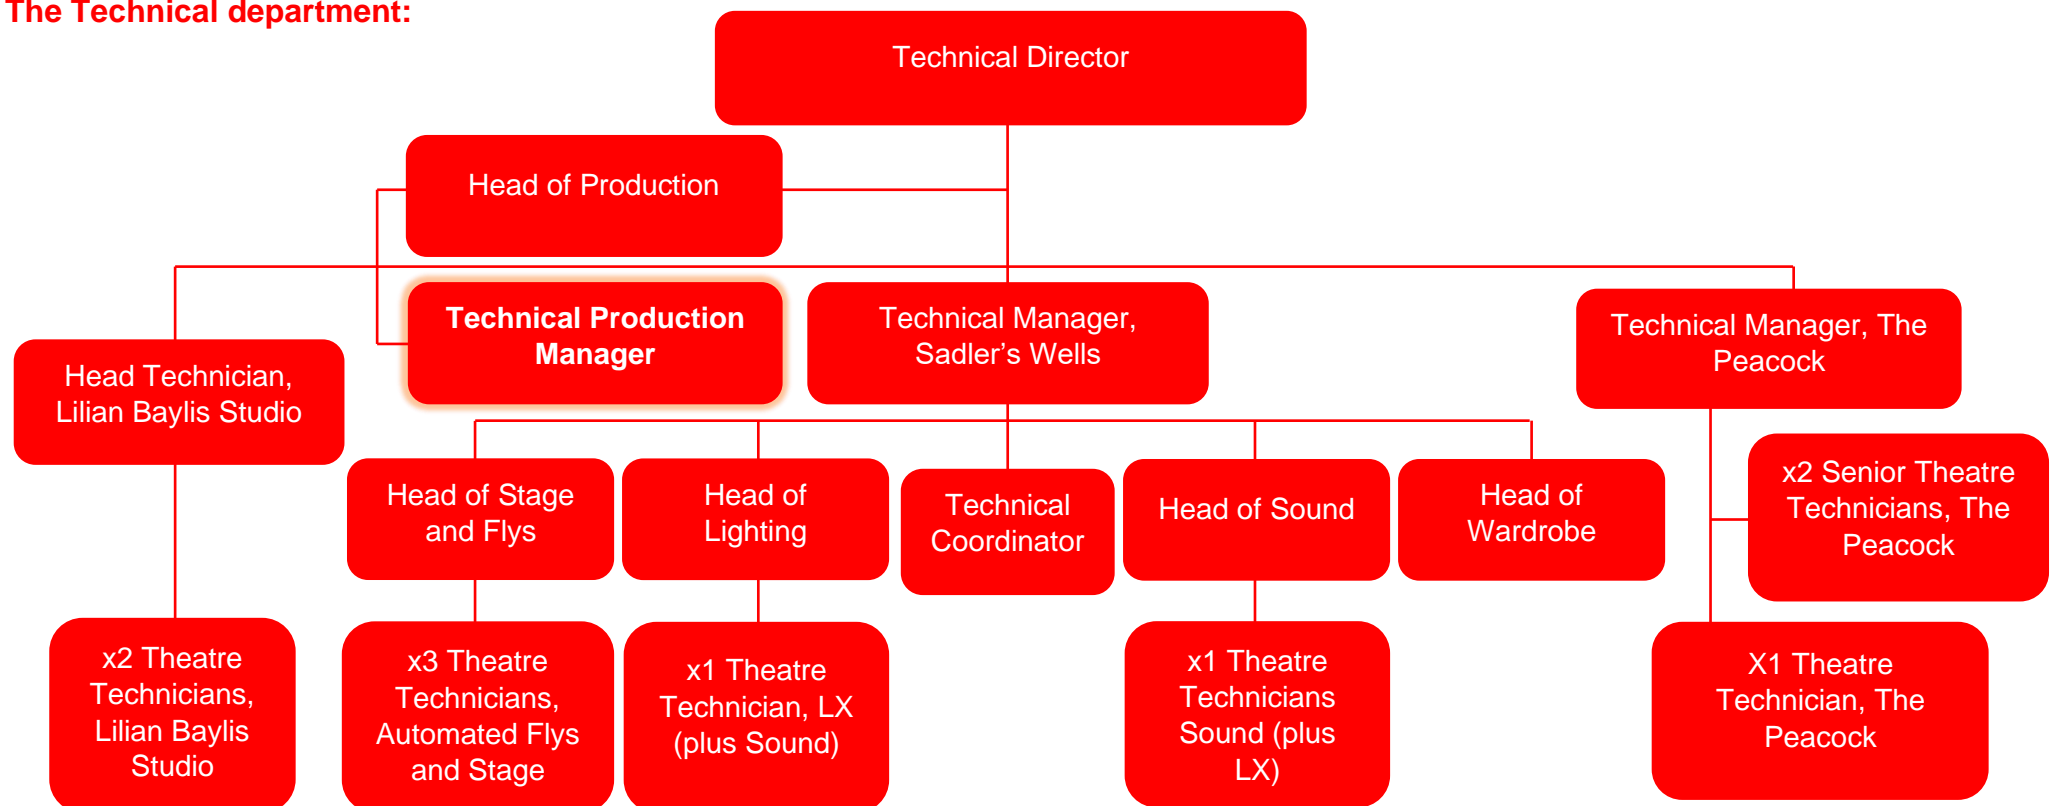 The Technical department:
Technical Director
Head of Production
Technical Production
Manager
Technical Manager,
Sadler’s Wells
Technical Manager, The
Peacock
Head Technician,
Lilian Baylis Studio
Head of Stage
and Flys
Head of
Lighting
Technical
Coordinator
Head of Sound
Head of
Wardrobe
x2 Senior Theatre
Technicians, The
Peacock
x2 Theatre
Technicians,
Lilian Baylis
Studio
x3 Theatre
Technicians,
Automated Flys
and Stage
x1 Theatre
Technician, LX
(plus Sound)
x1 Theatre
Technicians
Sound (plus
LX)
X1 Theatre
Technician, The
Peacock